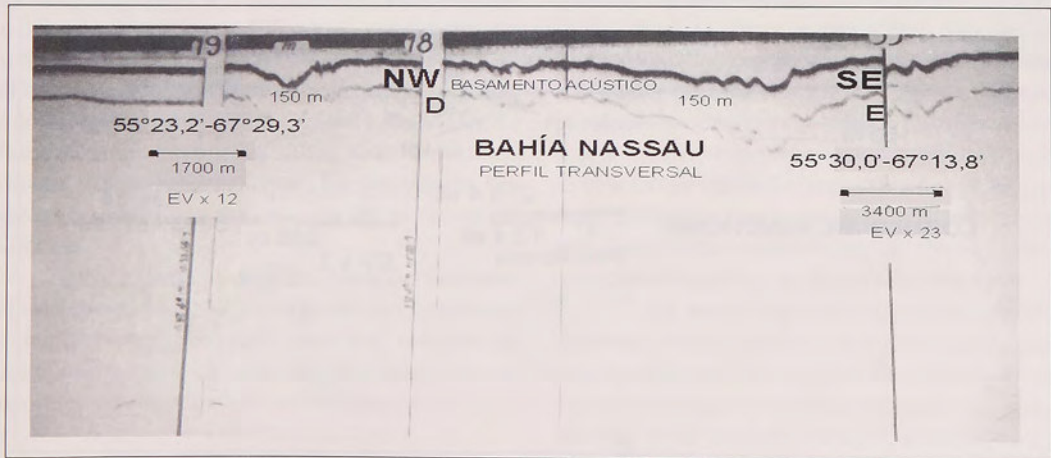 19
m
18
NW
BASAMENTO ACÚSTICO
SE
D
150 m
150 m
E
55°23,2'-67°29,3'
BAHÍA NASSAU
55°30,0'-67°13,8'
1700 m
PERFIL TRANSVERSAL
EV x 12
3400 m
EV x 23